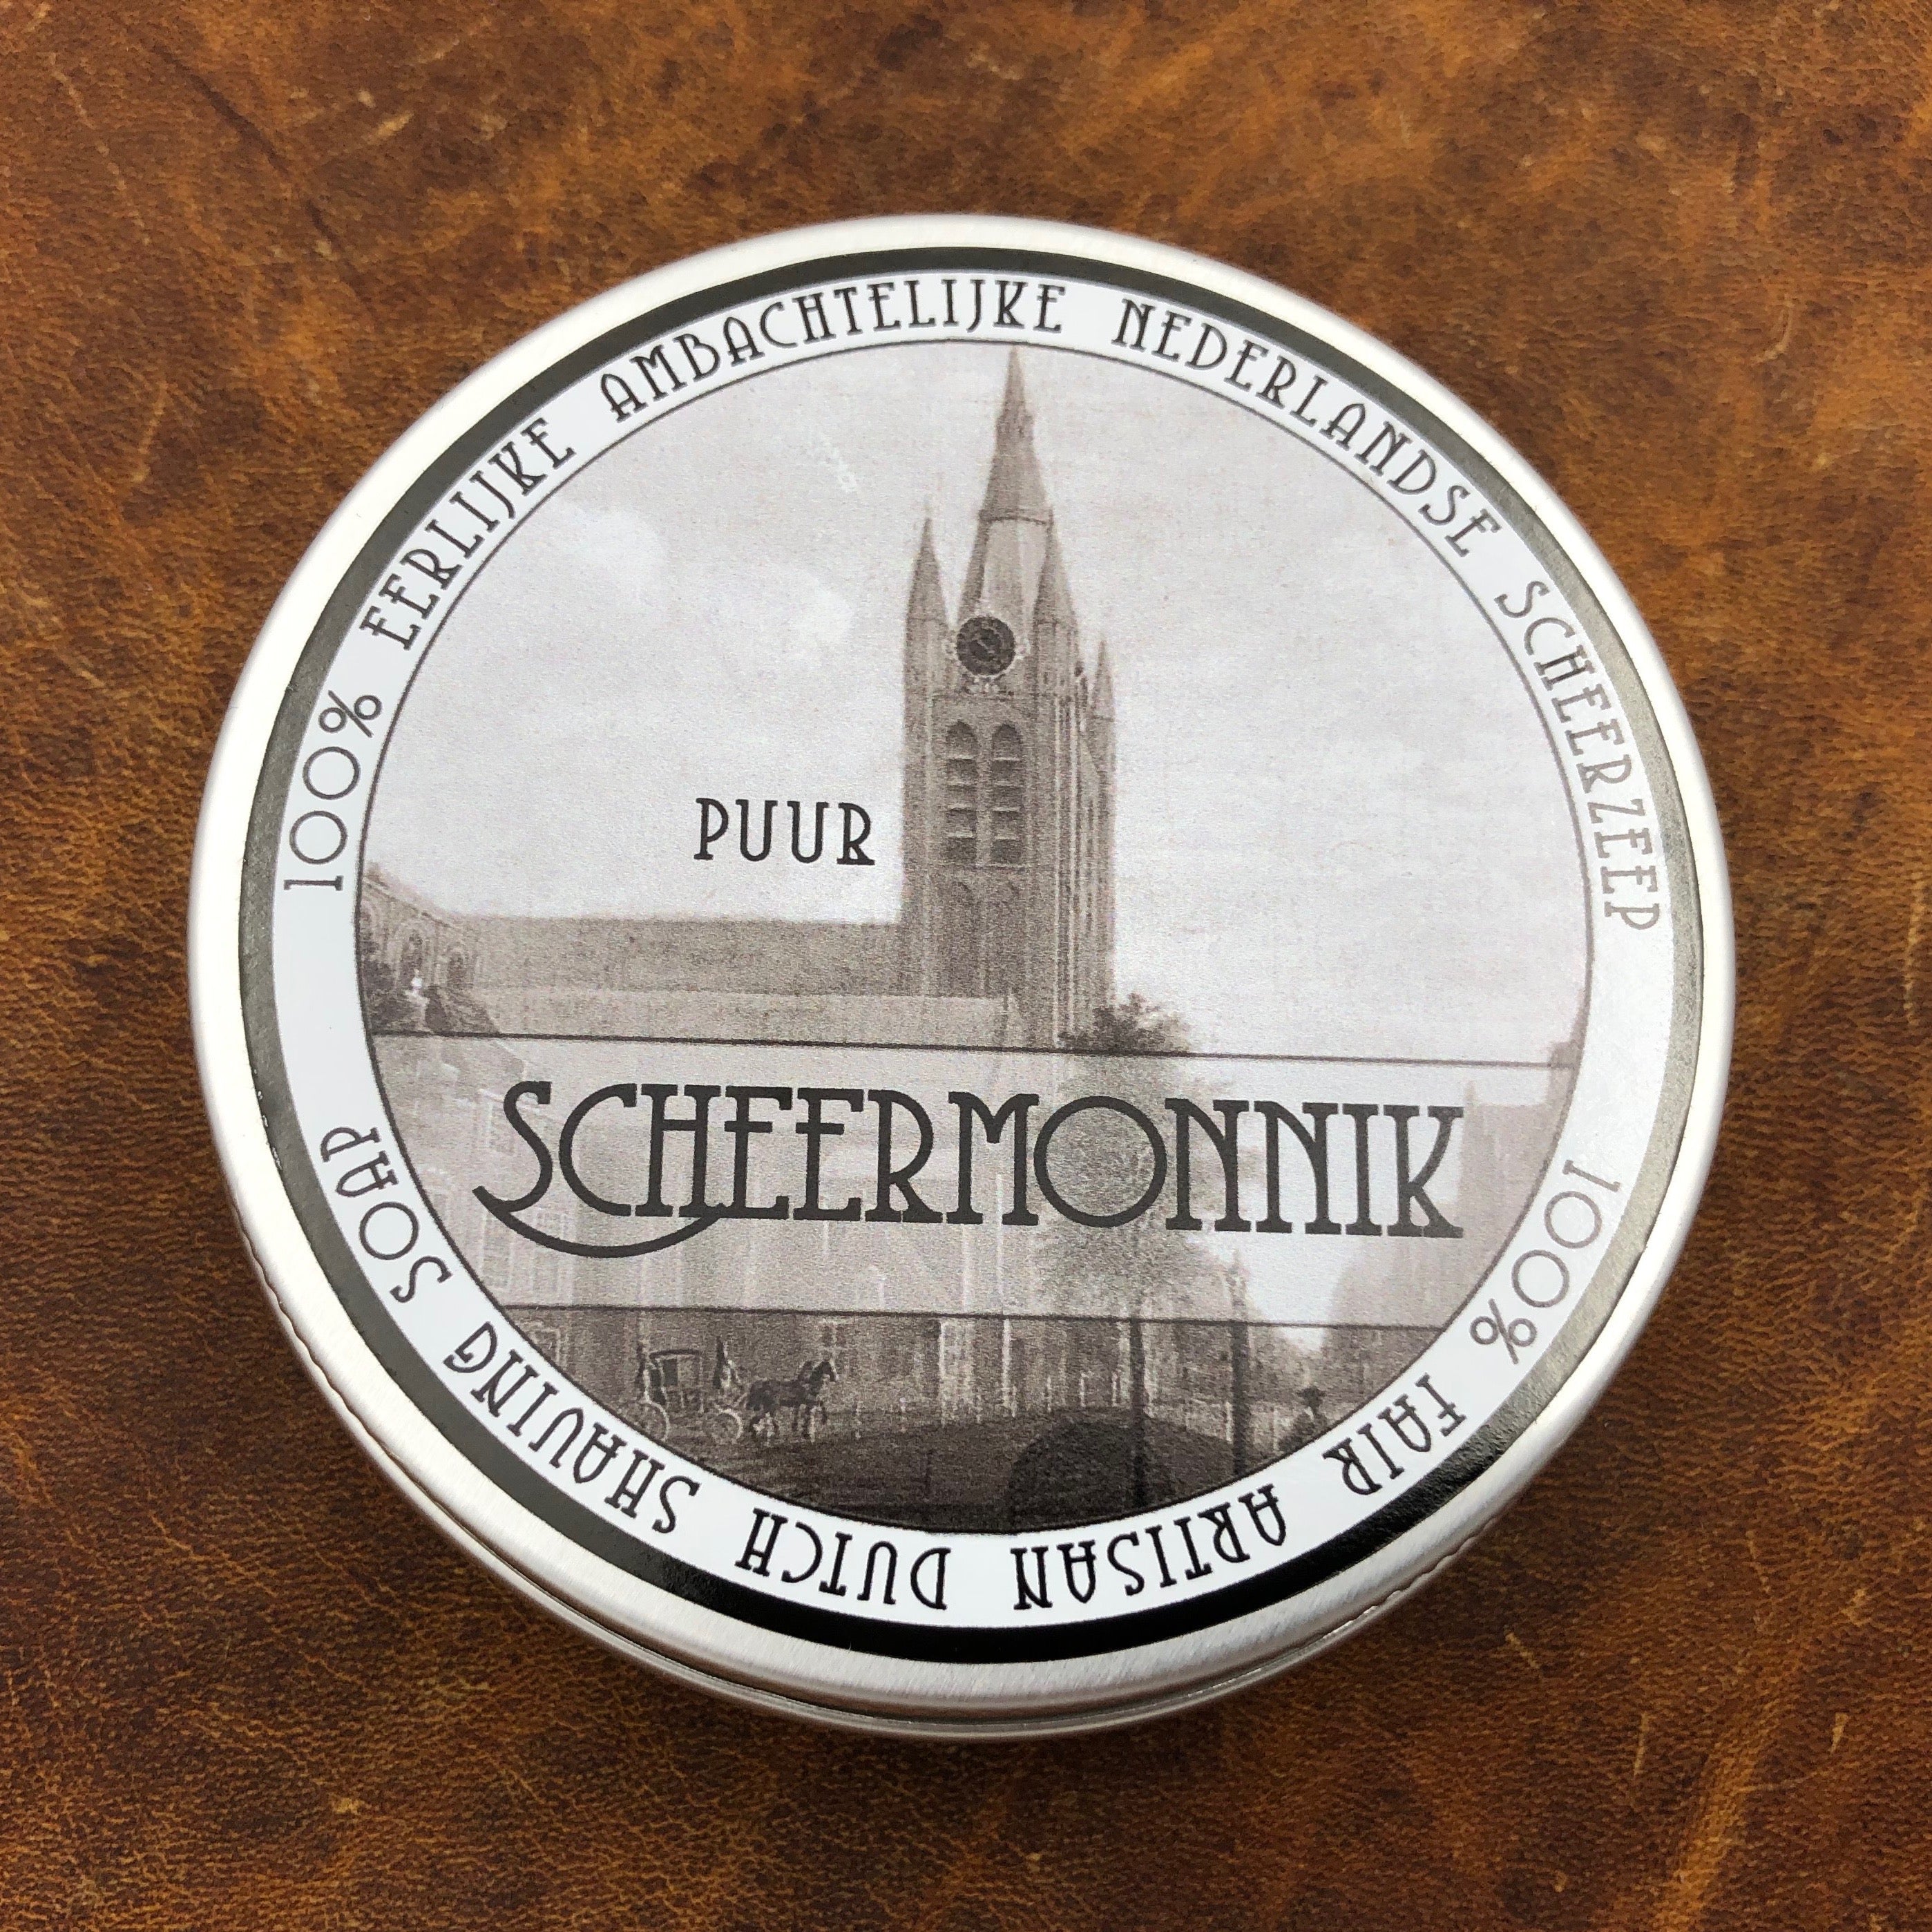 100% EERLIJKE AMBACHTELIJKE NEDERLANDSE SCHEERZEEP
PUUR
SCHEERMONNIK
100% FAIR ARTISAN DUTCH SHAVING SOAP